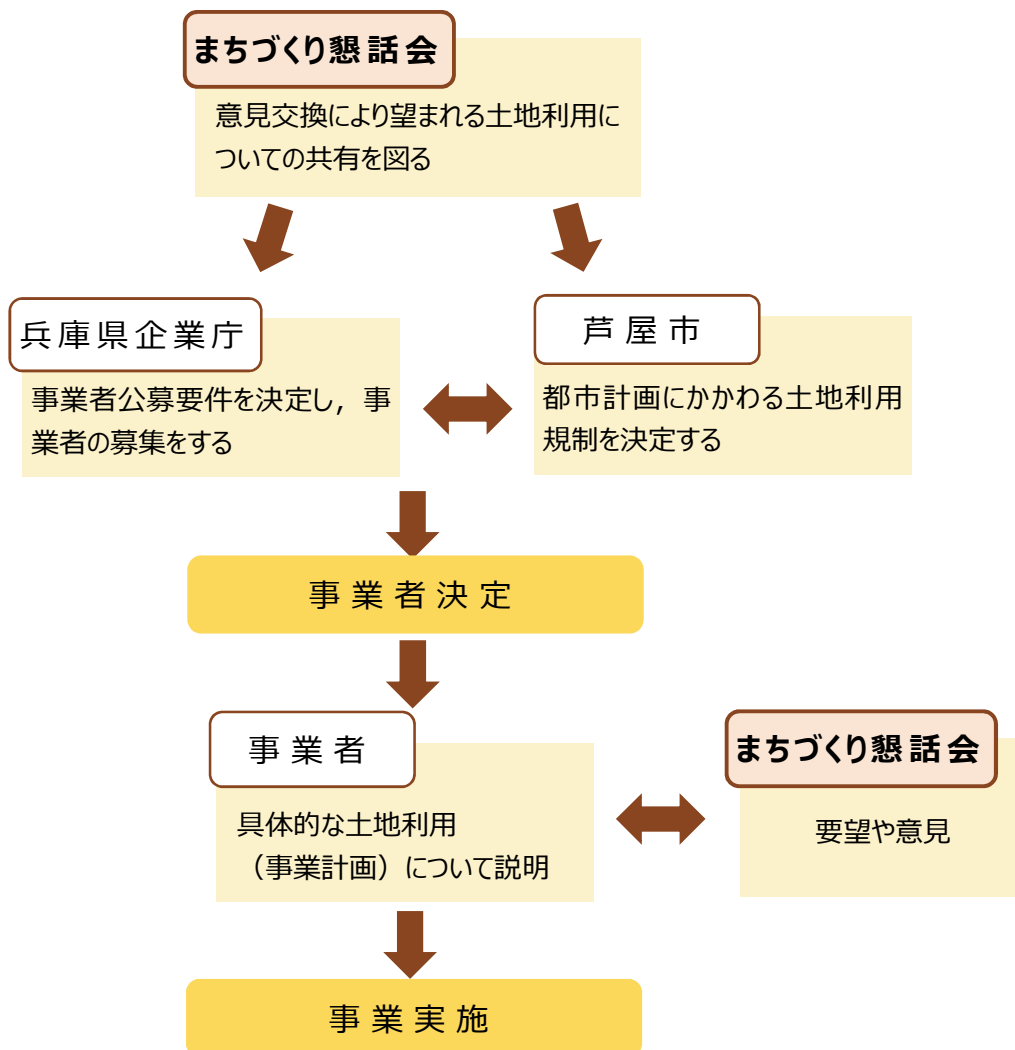 まちづくり懇話会
意見交換により望まれる土地利用に
ついての共有を図る
兵庫県企業庁
事業者公募要件を決定し，事
業者の募集をする
芦屋市
都市計画にかかわる土地利用
規制を決定する
事業者決定
事業者
具体的な土地利用
（事業計画）について説明
まちづくり懇話会
要望や意見
事業実施